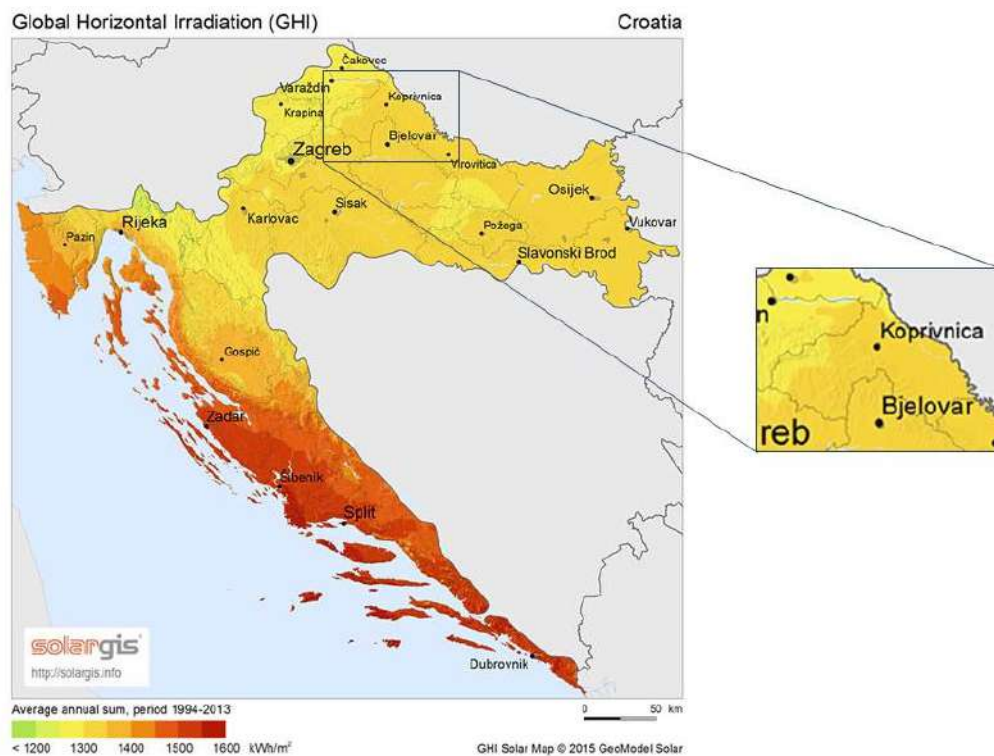 Global Horizontal Irradiation (GHI) Croatia
Čakovec
Varaždin
Koprivnica
Krapina
Bjelovar
Zagreb
Virovitica
Osijek
Karlovac
Sisak
Rijeka
Vukovar
Požega
Pazin
Slavonski Brod
Koprivnica
Gospić
Bjelovar
reb
n
Zadar
Šibenik
Split
solargis
http://solargis.info
Dubrovnik
Average annual sum, period 1994-2013
0 50 km
< 1200 1300 1400 1500 1600 kWh/m²
GHI Solar Map © 2015 GeoModel Solar